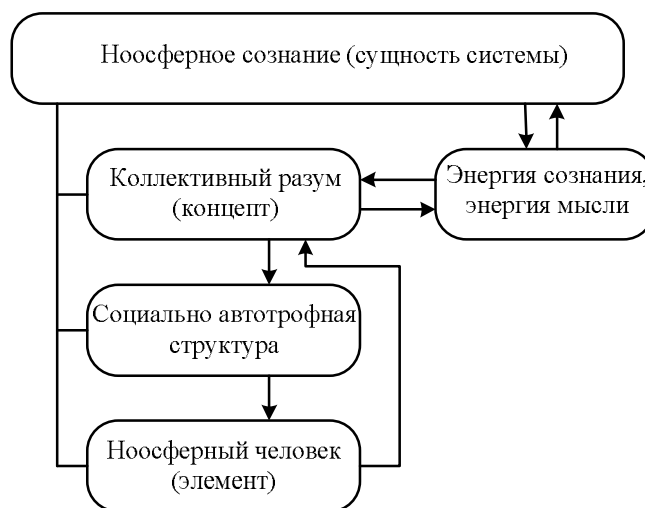 Ноосферное сознание (сущность системы)
Коллективный разум
(концепт)
Энергия сознания,
энергия мысли
Социально автотрофная
структура
Ноосферный человек
(элемент)